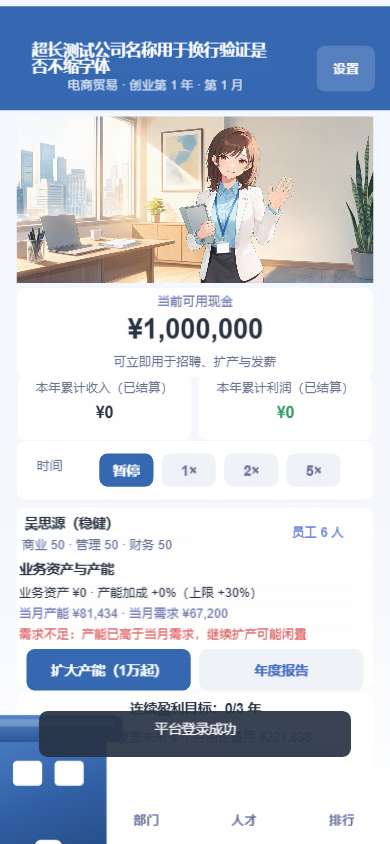 超长测试公司名称用于换行验证是
否不缩字体
电商贸易 · 创业第 1 年 · 第 1 月
设置
当前可用现金
¥1,000,000
可立即用于招聘、扩产与发薪
本年累计收入（已结算）
¥0
本年累计利润（已结算）
¥0
时间
暂停
1×
2×
5×
吴思源（稳健）
商业 50 · 管理 50 · 财务 50
员工 6 人
业务资产与产能
业务资产 ¥0 · 产能加成 +0%（上限 +30%）
当月产能 ¥81,434 · 当月需求 ¥67,200
需求不足：产能已高于当月需求，继续扩产可能闲置
扩大产能（1万起）
年度报告
连续盈利目标：0/3 年
平台登录成功
¥221,838
部门
人才
排行